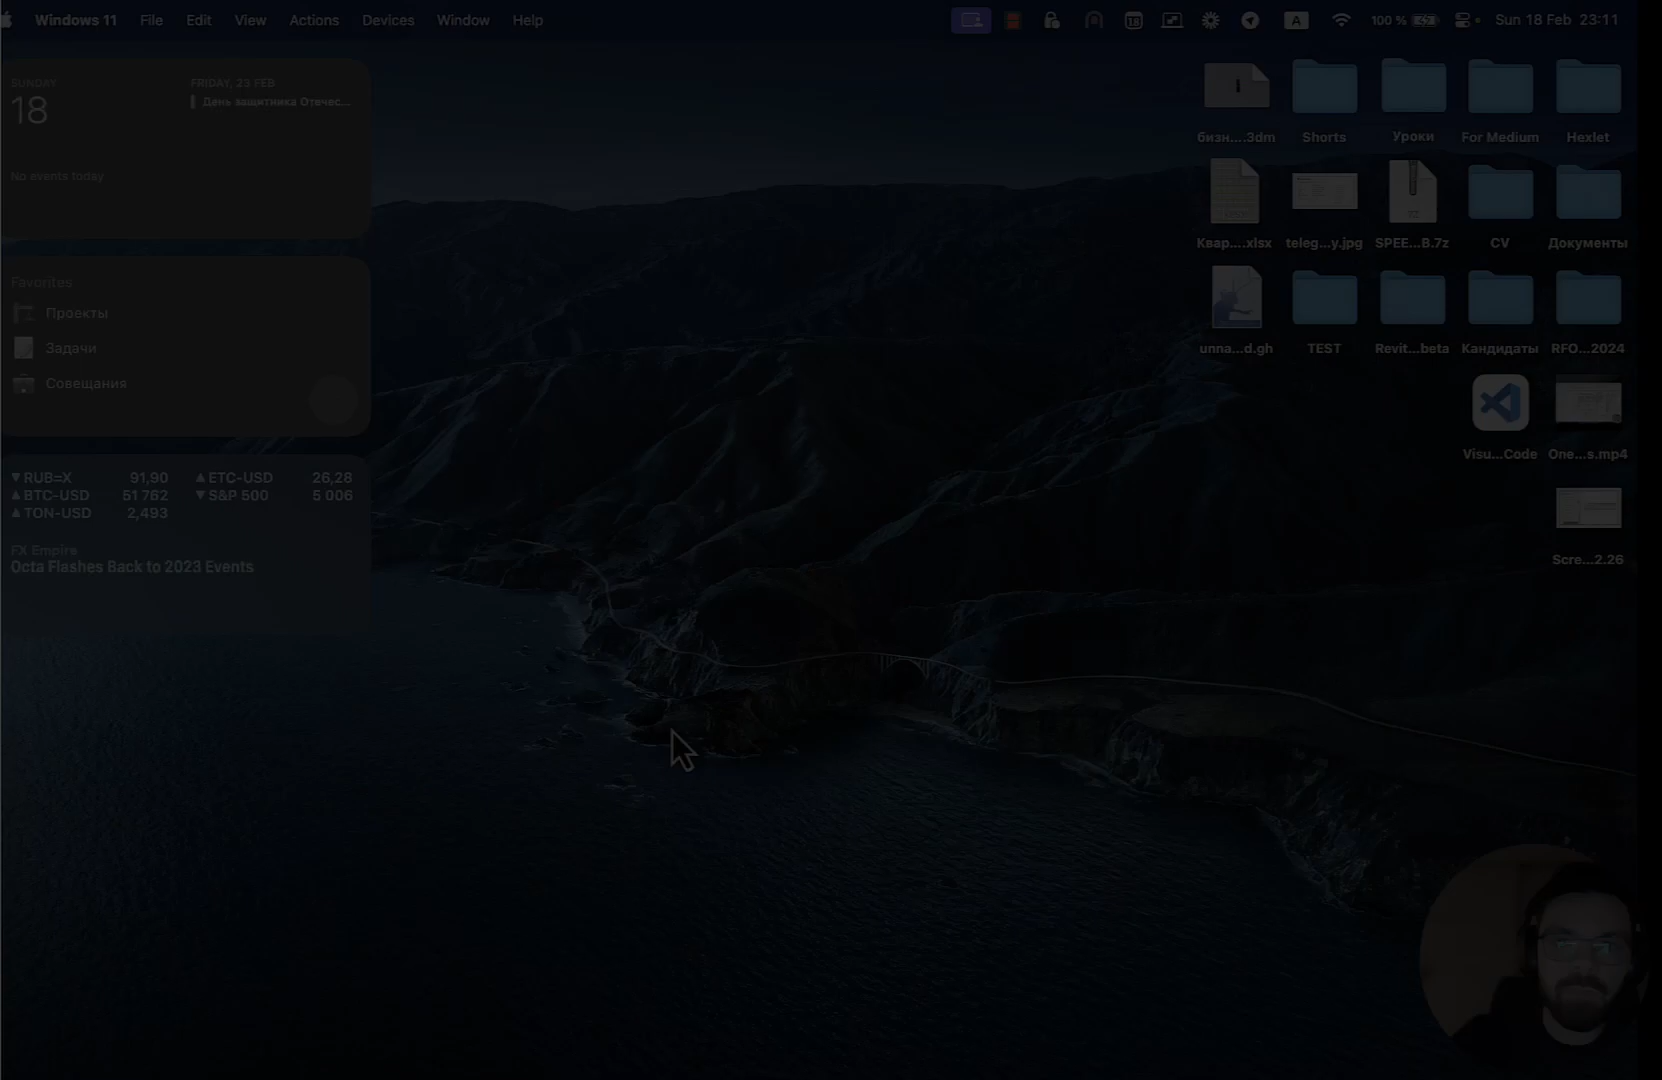 Windows 11 File Edit View Actions Devices Window Help
18 A 100 % Sun 18 Feb 23:11
SUNDAY
18
No events today
FRIDAY, 23 FEB
День защитника Отечес...
Favorites
Проекты
Задачи
Совещания
▼RUB=X 91,90 ▲ETC-USD 26,28
▲BTC-USD 51 762 ▼S&P 500 5 006
▲TON-USD 2,493
FX Empire
Octa Flashes Back to 2023 Events
бизн....3dm Shorts Уроки For Medium Hexlet
Квар....xlsx teleg...y.jpg SPEE...B.7z CV Документы
unna...d.gh TEST Revit...beta Кандидаты RFO...2024
Visu...Code One...s.mp4
Scre...2.26